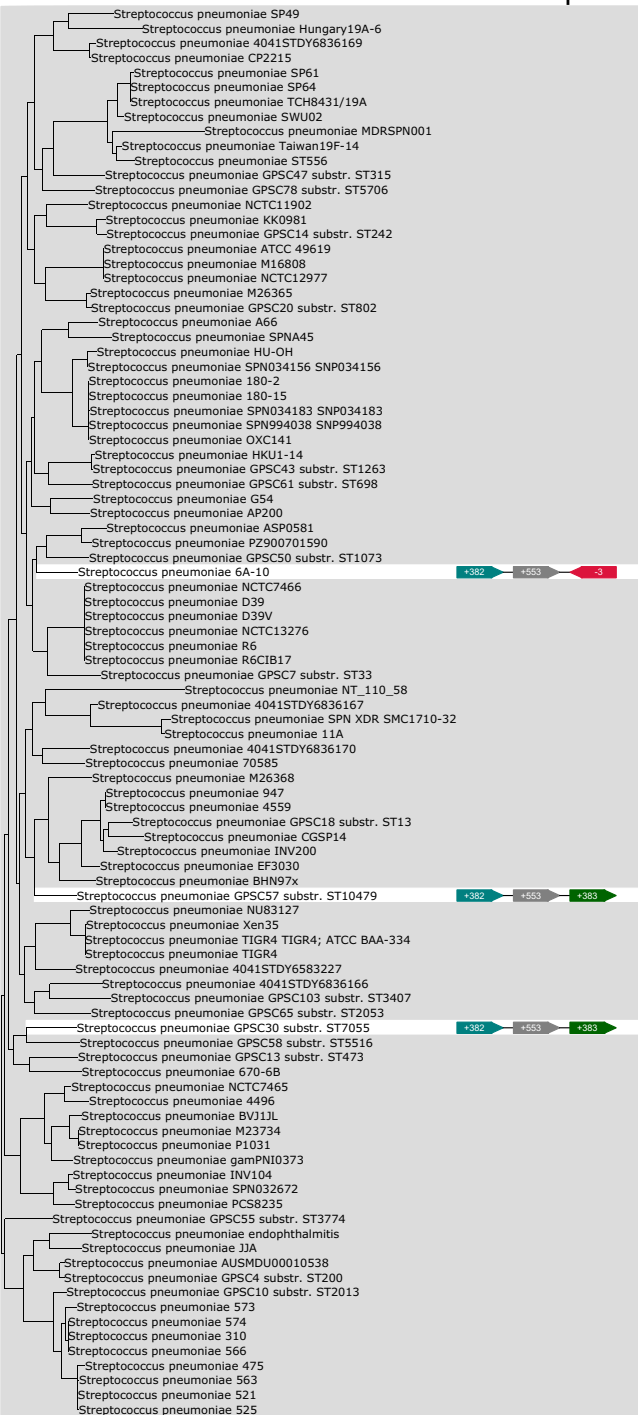 Streptococcus pneumoniae SP49
Streptococcus pneumoniae Hungary19A-6
Streptococcus pneumoniae 4041STDY6836169
Streptococcus pneumoniae CP2215
Streptococcus pneumoniae SP61
Streptococcus pneumoniae SP64
Streptococcus pneumoniae TCH8431/19A
Streptococcus pneumoniae SWU02
Streptococcus pneumoniae MDRSPN001
Streptococcus pneumoniae Taiwan19F-14
Streptococcus pneumoniae ST556
Streptococcus pneumoniae GPSC47 substr. ST315
Streptococcus pneumoniae GPSC78 substr. ST5706
Streptococcus pneumoniae NCTC11902
Streptococcus pneumoniae KK0981
Streptococcus pneumoniae GPSC14 substr. ST242
Streptococcus pneumoniae ATCC 49619
Streptococcus pneumoniae M16808
Streptococcus pneumoniae NCTC12977
Streptococcus pneumoniae M26365
Streptococcus pneumoniae GPSC20 substr. ST802
Streptococcus pneumoniae A66
Streptococcus pneumoniae SPNA45
Streptococcus pneumoniae HU-OH
Streptococcus pneumoniae SPN034156 SNP034156
Streptococcus pneumoniae 180-2
Streptococcus pneumoniae 180-15
Streptococcus pneumoniae SPN034183 SNP034183
Streptococcus pneumoniae SPN994038 SNP994038
Streptococcus pneumoniae OXC141
Streptococcus pneumoniae HKU1-14
Streptococcus pneumoniae GPSC43 substr. ST1263
Streptococcus pneumoniae GPSC61 substr. ST698
Streptococcus pneumoniae G54
Streptococcus pneumoniae AP200
Streptococcus pneumoniae ASP0581
Streptococcus pneumoniae PZ900701590
Streptococcus pneumoniae GPSC50 substr. ST1073
Streptococcus pneumoniae 6A-10 +382 +553 -3
Streptococcus pneumoniae NCTC7466
Streptococcus pneumoniae D39
Streptococcus pneumoniae D39V
Streptococcus pneumoniae NCTC13276
Streptococcus pneumoniae R6
Streptococcus pneumoniae R6CIB17
Streptococcus pneumoniae GPSC7 substr. ST33
Streptococcus pneumoniae NT_110_58
Streptococcus pneumoniae 4041STDY6836167
Streptococcus pneumoniae SPN XDR SMC1710-32
Streptococcus pneumoniae 11A
Streptococcus pneumoniae 4041STDY6836170
Streptococcus pneumoniae 70585
Streptococcus pneumoniae M26368
Streptococcus pneumoniae 947
Streptococcus pneumoniae 4559
Streptococcus pneumoniae GPSC18 substr. ST13
Streptococcus pneumoniae CGSP14
Streptococcus pneumoniae INV200
Streptococcus pneumoniae EF3030
Streptococcus pneumoniae BHN97x
Streptococcus pneumoniae GPSC57 substr. ST10479 +382 +553 +383
Streptococcus pneumoniae NU83127
Streptococcus pneumoniae Xen35
Streptococcus pneumoniae TIGR4 TIGR4; ATCC BAA-334
Streptococcus pneumoniae TIGR4
Streptococcus pneumoniae 4041STDY6583227
Streptococcus pneumoniae 4041STDY6836166
Streptococcus pneumoniae GPSC103 substr. ST3407
Streptococcus pneumoniae GPSC65 substr. ST2053
Streptococcus pneumoniae GPSC30 substr. ST7055 +382 +553 +383
Streptococcus pneumoniae GPSC58 substr. ST5516
Streptococcus pneumoniae GPSC13 substr. ST473
Streptococcus pneumoniae 670-6B
Streptococcus pneumoniae NCTC7465
Streptococcus pneumoniae 4496
Streptococcus pneumoniae BVJ1JL
Streptococcus pneumoniae M23734
Streptococcus pneumoniae P1031
Streptococcus pneumoniae gamPNI0373
Streptococcus pneumoniae INV104
Streptococcus pneumoniae SPN032672
Streptococcus pneumoniae PCS8235
Streptococcus pneumoniae GPSC55 substr. ST3774
Streptococcus pneumoniae endophthalmitis
Streptococcus pneumoniae JJA
Streptococcus pneumoniae AUSMDU00010538
Streptococcus pneumoniae GPSC4 substr. ST200
Streptococcus pneumoniae GPSC10 substr. ST2013
Streptococcus pneumoniae 573
Streptococcus pneumoniae 574
Streptococcus pneumoniae 310
Streptococcus pneumoniae 566
Streptococcus pneumoniae 475
Streptococcus pneumoniae 563
Streptococcus pneumoniae 521
Streptococcus pneumoniae 525